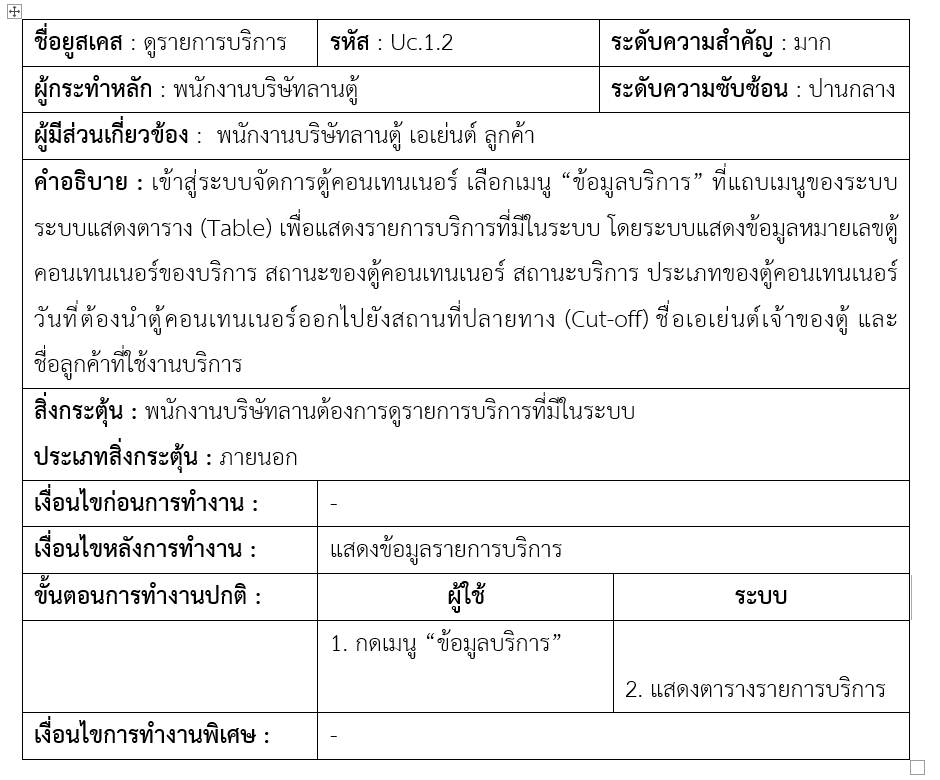 ชื่อยูสเคส : ดูรายการบริการ รหัส : Uc.1.2 ระดับความสำคัญ : มาก
ผู้กระทำหลัก : พนักงานบริษัทลานตู้ ระดับความซับซ้อน : ปานกลาง
ผู้มีส่วนเกี่ยวข้อง : พนักงานบริษัทลานตู้ เอเย่นต์ ลูกค้า
คำอธิบาย : เข้าสู่ระบบจัดการตู้คอนเทนเนอร์ เลือกเมนู “ข้อมูลบริการ” ที่แถบเมนูของระบบ
ระบบแสดงตาราง (Table) เพื่อแสดงรายการบริการที่มีในระบบ โดยระบบแสดงข้อมูลหมายเลขตู้
คอนเทนเนอร์ของบริการ สถานะของตู้คอนเทนเนอร์ สถานะบริการ ประเภทของตู้คอนเทนเนอร์
วันที่ต้องนำตู้คอนเทนเนอร์ออกไปยังสถานที่ปลายทาง (Cut-off) ชื่อเอเย่นต์เจ้าของตู้ และ
ชื่อลูกค้าที่ใช้งานบริการ
สิ่งกระตุ้น : พนักงานบริษัทลานต้องการดูรายการบริการที่มีในระบบ
ประเภทสิ่งกระตุ้น : ภายนอก
เงื่อนไขก่อนการทำงาน : -
เงื่อนไขหลังการทำงาน : แสดงข้อมูลรายการบริการ
ขั้นตอนการทำงานปกติ : ผู้ใช้ ระบบ
1. กดเมนู “ข้อมูลบริการ”
2. แสดงตารางรายการบริการ
เงื่อนไขการทำงานพิเศษ : -